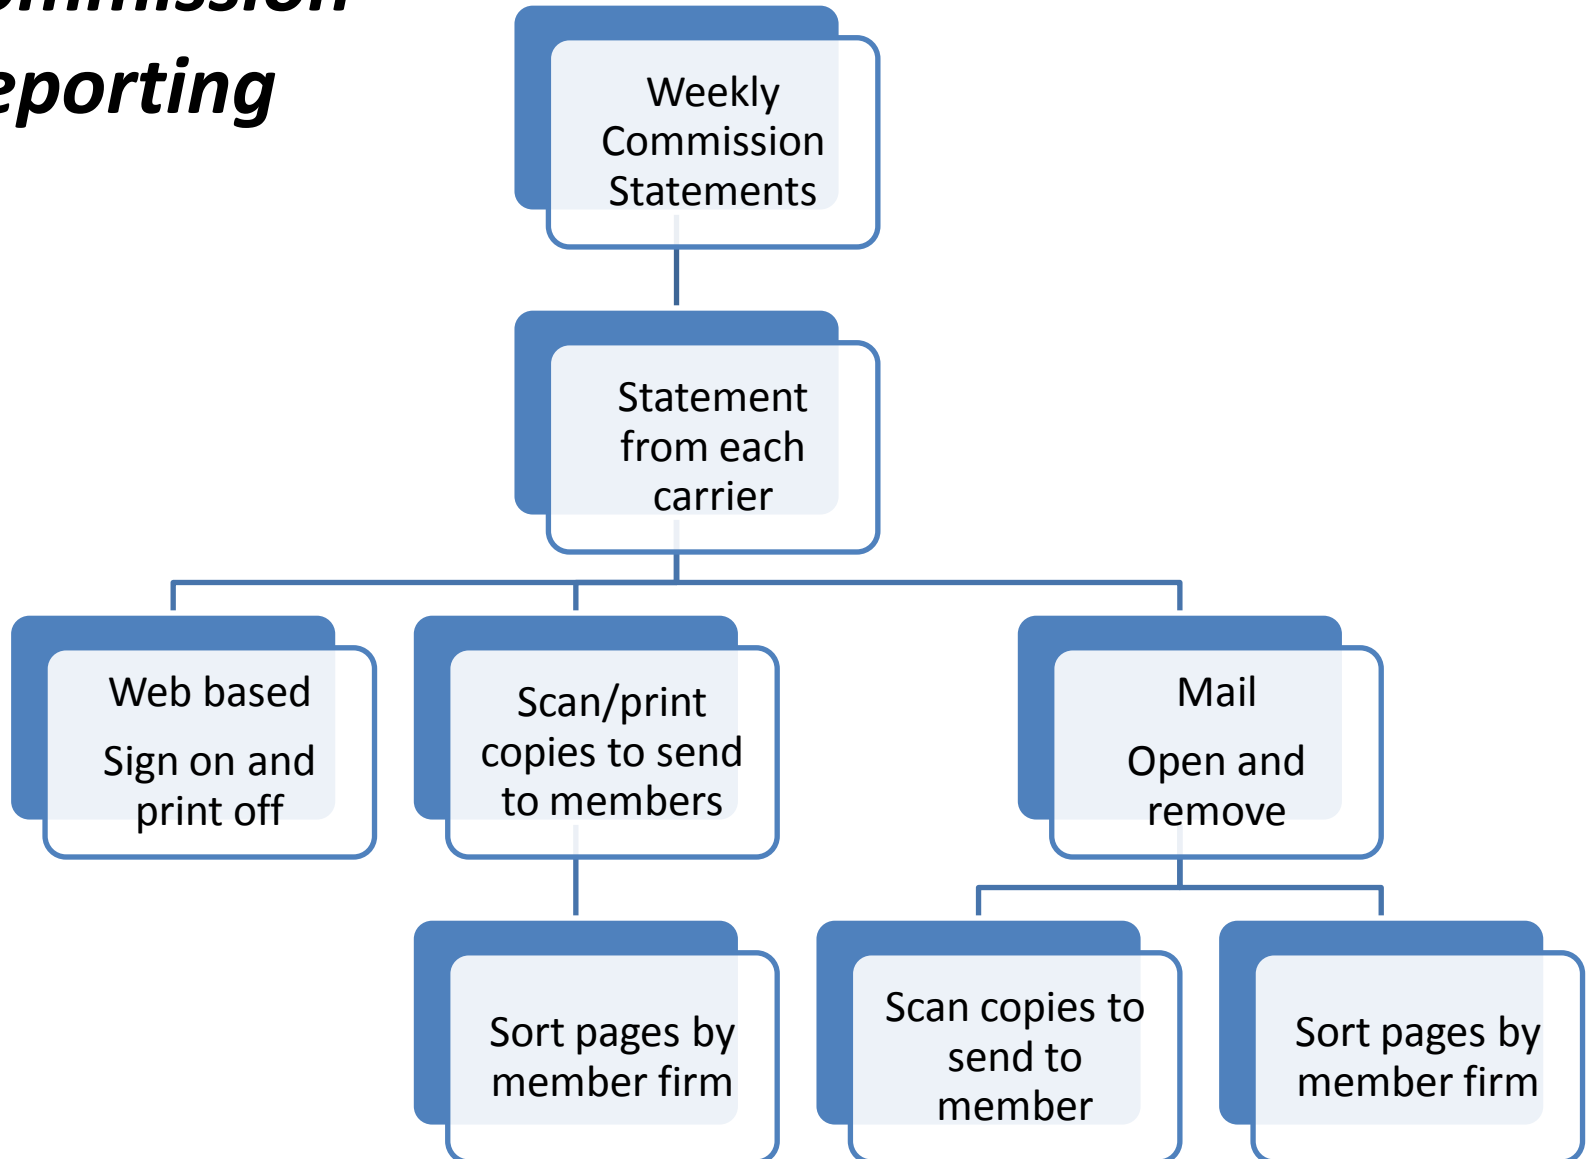 ommission
eporting
Weekly
Commission
Statements
Statement
from each
carrier
Web based
Sign on and
print off
Scan/print
copies to send
to members
Mail
Open and
remove
Sort pages by
member firm
Scan copies to
send to
member
Sort pages by
member firm